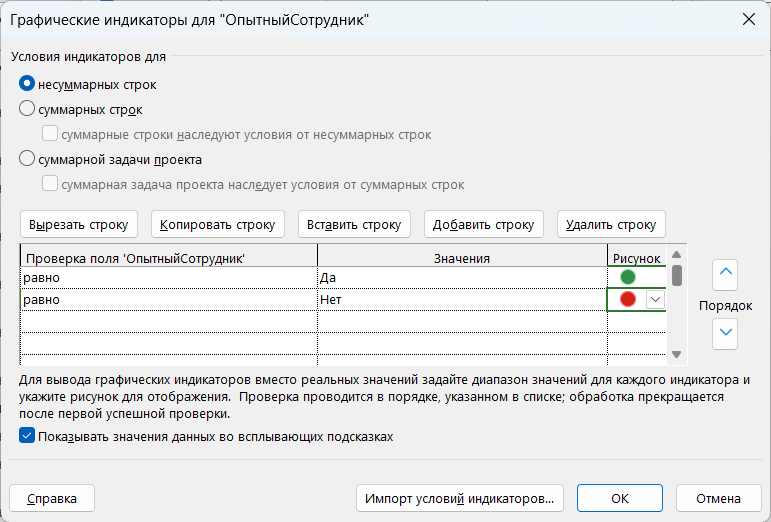 Графические индикаторы для "ОпытныйСотрудник"
Условия индикаторов для
несуммарных строк
суммарных строк
суммарные строки наследуют условия от несуммарных строк
суммарной задачи проекта
суммарная задача проекта наследует условия от суммарных строк
Вырезать строку Копировать строку Вставить строку Добавить строку Удалить строку
Проверка поля 'ОпытныйСотрудник' Значения Рисунок
равно Да
равно Нет
Порядок
Для вывода графических индикаторов вместо реальных значений задайте диапазон значений для каждого индикатора и
укажите рисунок для отображения. Проверка проводится в порядке, указанном в списке; обработка прекращается
после первой успешной проверки.
Показывать значения данных во всплывающих подсказках
Справка Импорт условий индикаторов... ОК Отмена